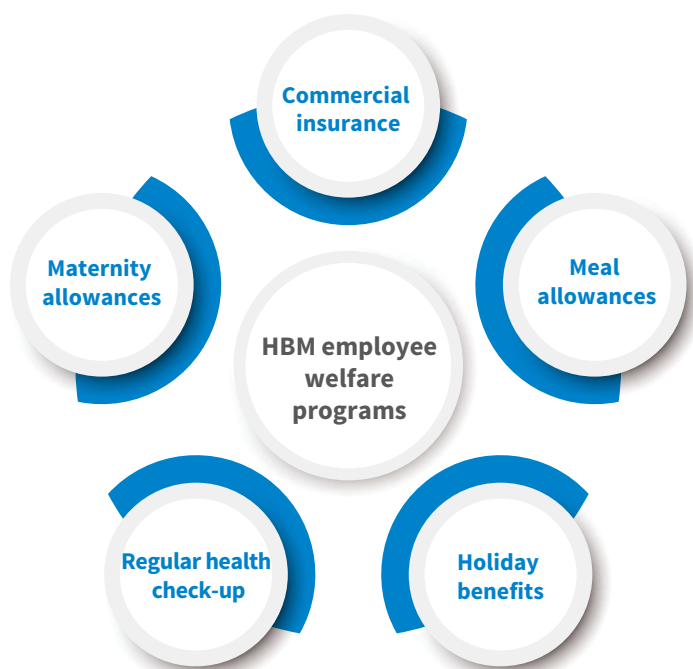 Commercial
insurance
Maternity
allowances
Meal
allowances
HBM employee
welfare
programs
Regular health
check-up
Holiday
benefits